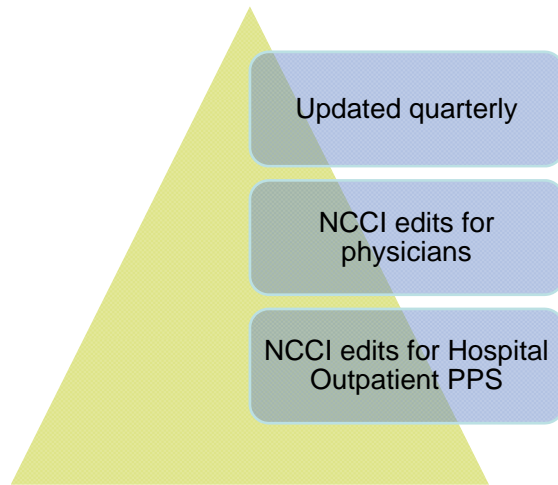 Updated quarterly
NCCI edits for
physicians
NCCI edits for Hospital
Outpatient PPS